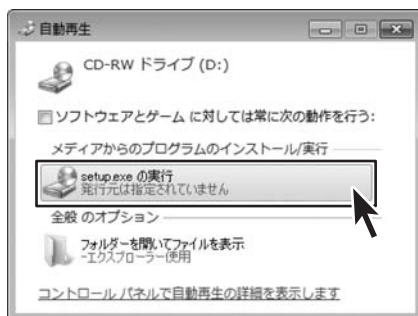 自動再生
CD-RW ドライブ (D:)
ソフトウェアとゲーム に対しては常に次の動作を行う:
メディアからのプログラムのインストール/実行
setup.exe の実行
発行元は指定されていません
全般 のオプション
フォルダーを開いてファイルを表示
-エクスプローラー使用
コントロール パネルで自動再生の詳細を表示します